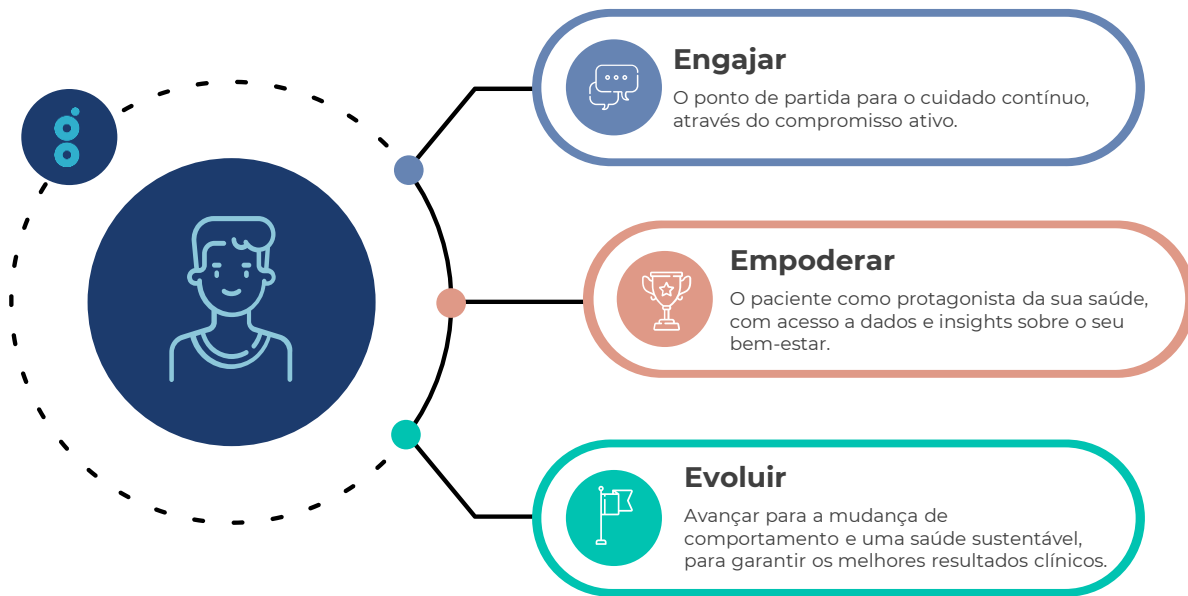 Engajar
O ponto de partida para o cuidado contínuo,
através do compromisso ativo.
Empoderar
O paciente como protagonista da sua saúde,
com acesso a dados e insights sobre o seu
bem-estar.
Evoluir
Avançar para a mudança de
comportamento e uma saúde sustentável,
para garantir os melhores resultados clínicos.